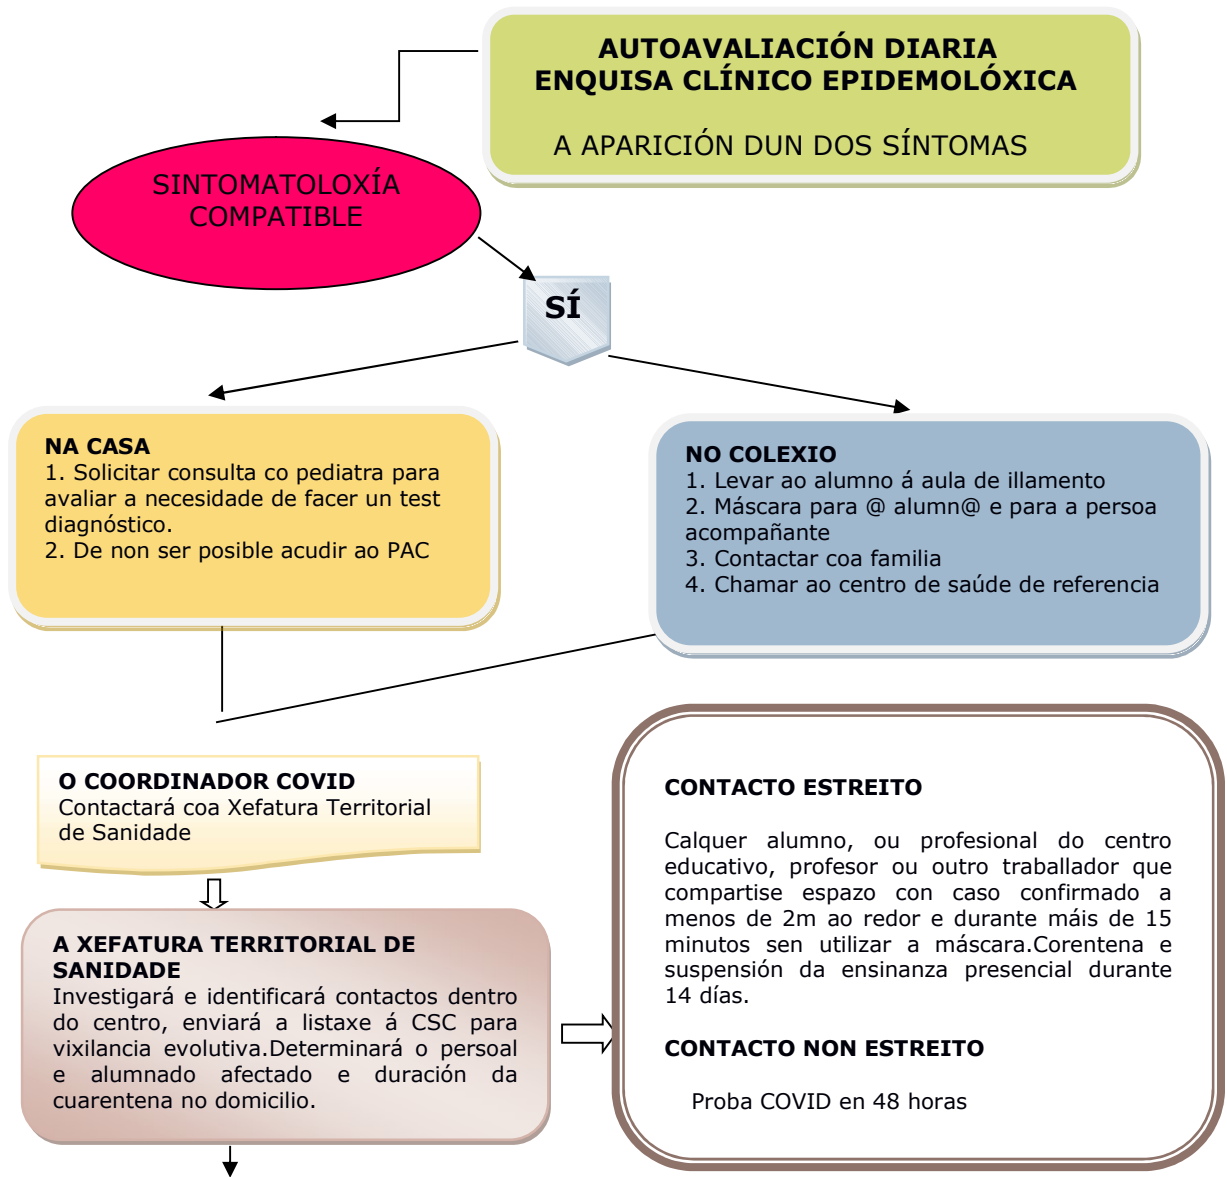 AUTOAVALIACIÓN DIARIA
ENQUISA CLÍNICO EPIDEMOLÓXICA
A APARICIÓN DUN DOS SÍNTOMAS
SINTOMATOLOXÍA
COMPATIBLE
SÍ
NA CASA
1. Solicitar consulta co pediatra para
avaliar a necesidade de facer un test
diagnóstico.
2. De non ser posible acudir ao PAC
NO COLEXIO
1. Levar ao alumno á aula de illamento
2. Máscara para @ alumn@ e para a persoa
acompañante
3. Contactar coa familia
4. Chamar ao centro de saúde de referencia
O COORDINADOR COVID
Contactará coa Xefatura Territorial
de Sanidade
A XEFATURA TERRITORIAL DE
SANIDADE
Investigará e identificará contactos dentro
do centro, enviará a listaxe á CSC para
vixilancia evolutiva.Determinará o persoal
e alumnado afectado e duración da
cuarentena no domicilio.
CONTACTO ESTREITO
Calquer alumno, ou profesional do centro
educativo, profesor ou outro traballador que
compartise espazo con caso confirmado a
menos de 2m ao redor e durante máis de 15
minutos sen utilizar a máscara.Corentena e
suspensión da ensinanza presencial durante
14 días.
CONTACTO NON ESTREITO
Proba COVID en 48 horas